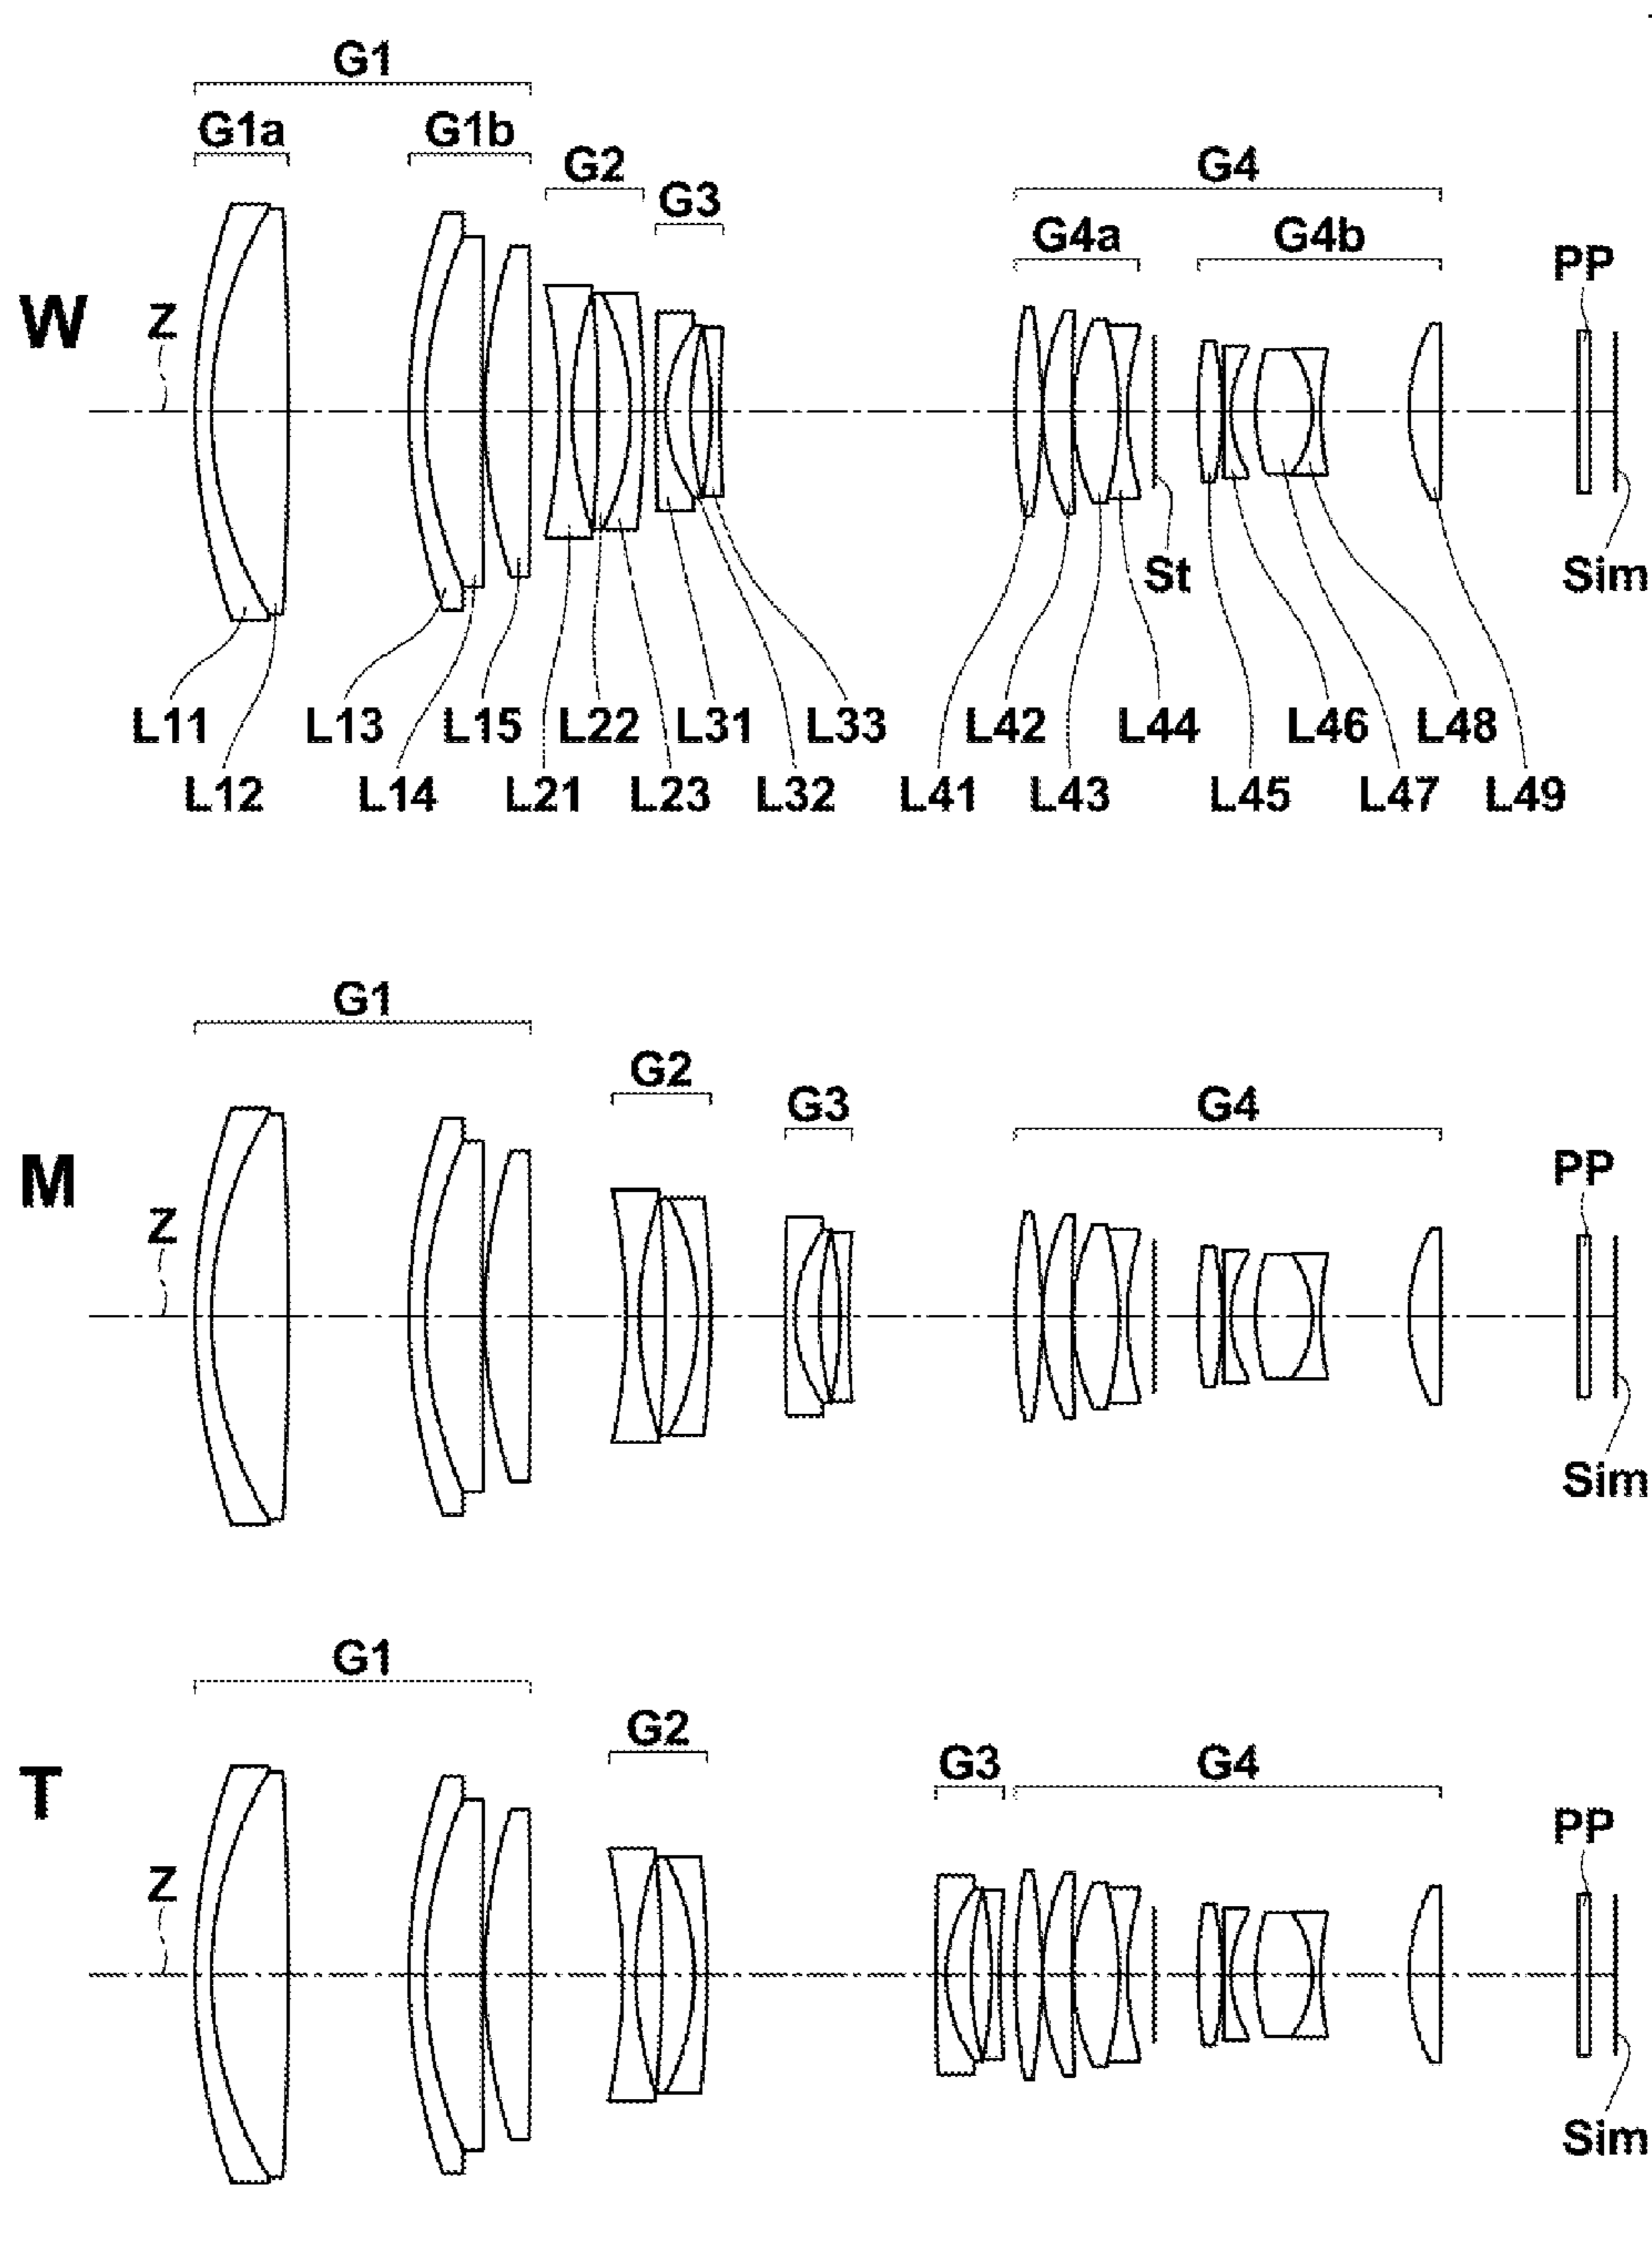 G1
G1a G1b
G2 G4
G3
G4a G4b
PP
W Z
St Sim
L11 L13 L15 L22 L31 L33 L42 L44 L46 L48
L12 L14 L21 L23 L32 L41 L43 L45 L47 L49
G1
G2
G3 G4
M PP
Z
Sim
G1
G2
G3 G4
T PP
Z
Sim